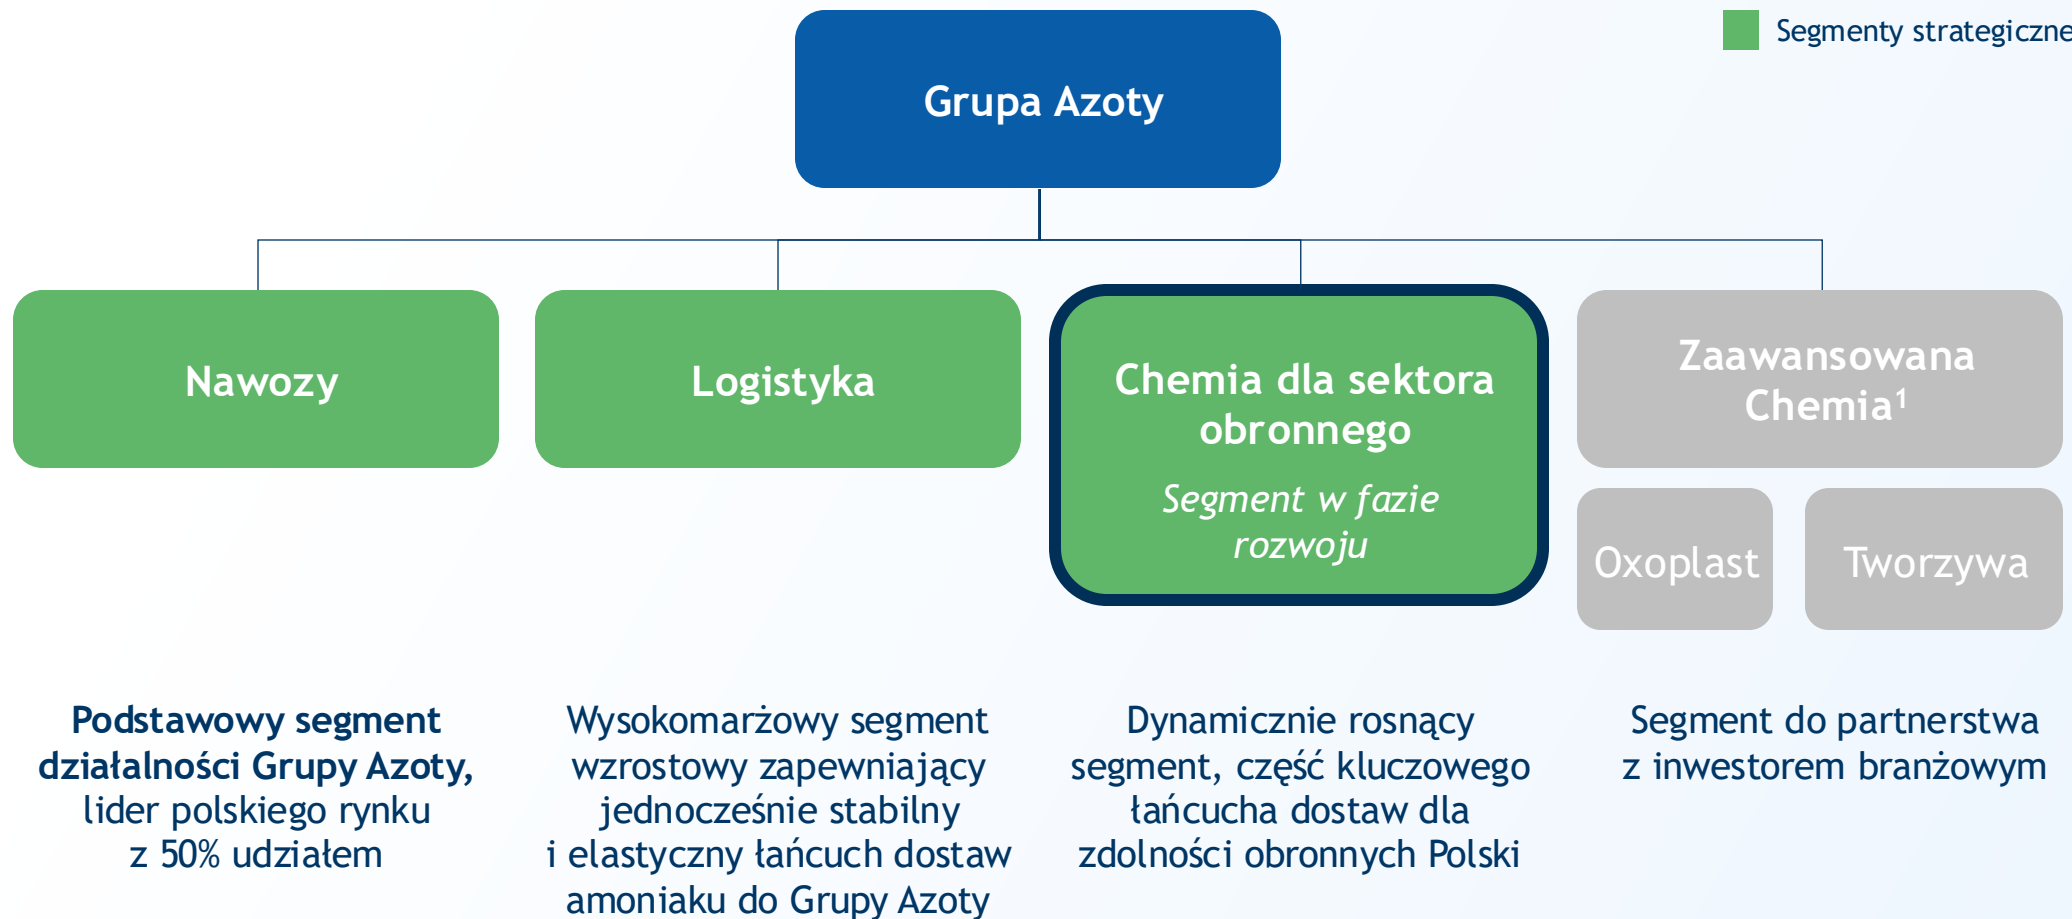 Segmenty strategiczne
Grupa Azoty
Nawozy
Logistyka
Chemia dla sektora
obronnego
Segment w fazie
rozwoju
Zaawansowana
Chemia¹
Oxoplast
Tworzywa
Podstawowy segment
działalności Grupy Azoty,
lider polskiego rynku
z 50% udziałem
Wysokomarżowy segment
wzrostowy zapewniający
jednocześnie stabilny
i elastyczny łańcuch dostaw
amoniaku do Grupy Azoty
Dynamicznie rosnący
segment, część kluczowego
łańcucha dostaw dla
zdolności obronnych Polski
Segment do partnerstwa
z inwestorem branżowym